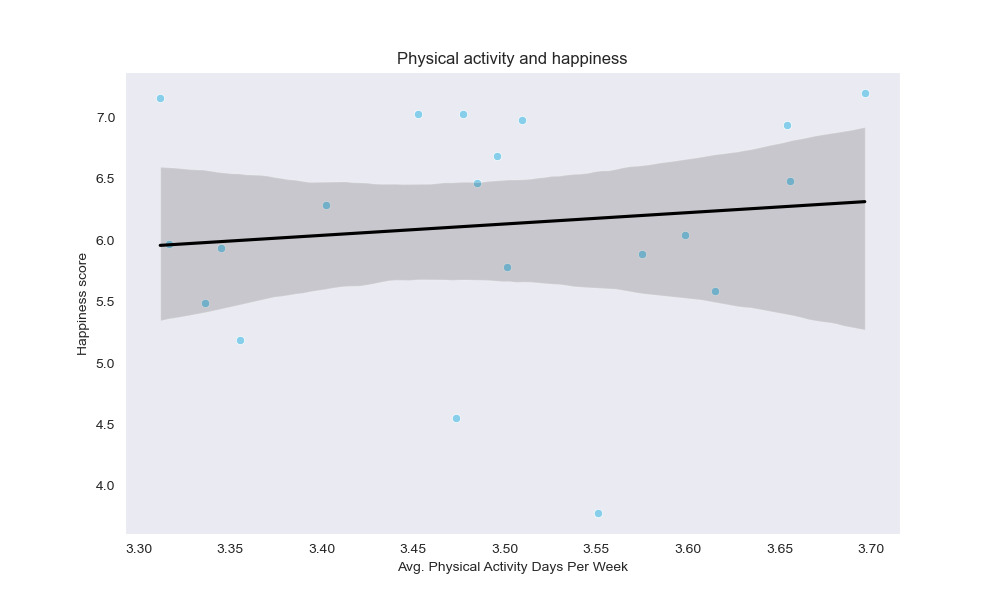 Physical activity and happiness
Happiness score
7.0
6.5
6.0
5.5
5.0
4.5
4.0
3.30 3.35 3.40 3.45 3.50 3.55 3.60 3.65 3.70
Avg. Physical Activity Days Per Week